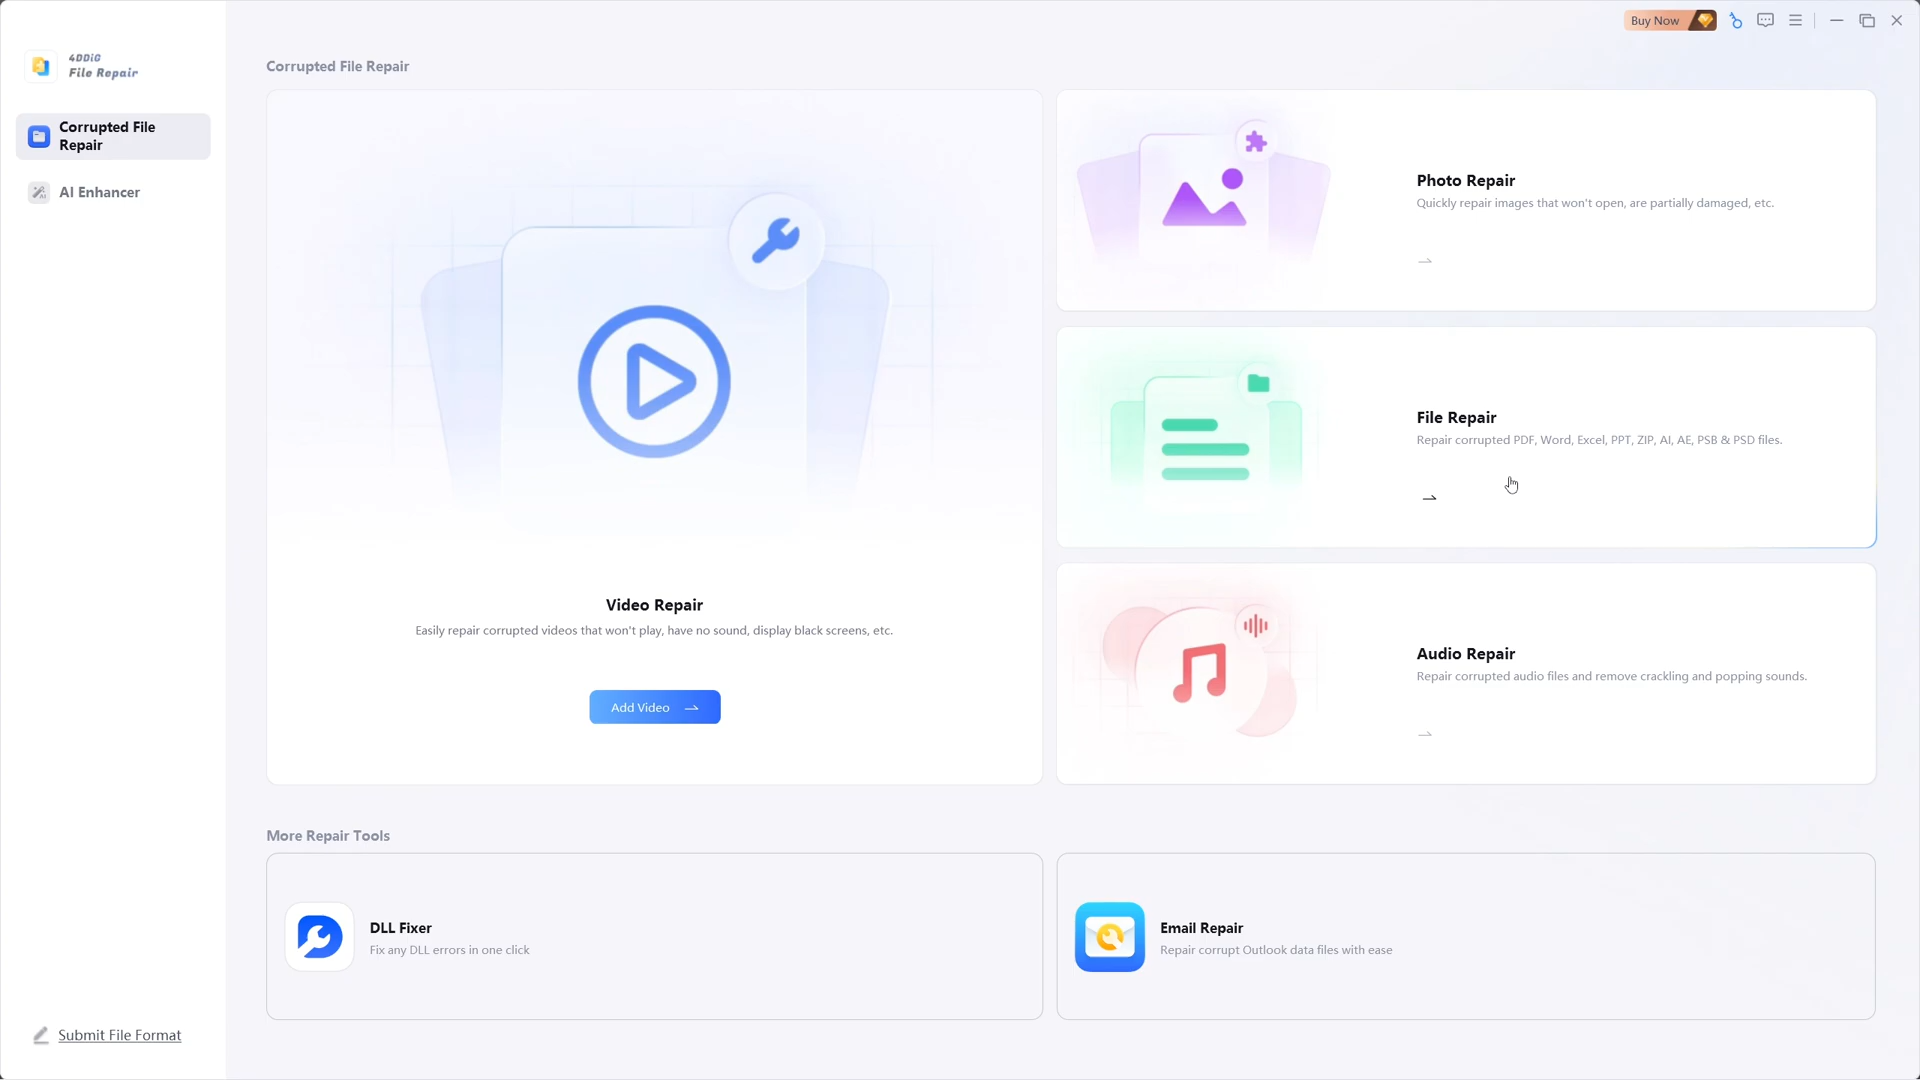 Buy Now
4DDiG
File Repair
Corrupted File
Repair
AI Enhancer
Submit File Format
Corrupted File Repair
Video Repair
Easily repair corrupted videos that won't play, have no sound, display black screens, etc.
Add Video
Photo Repair
Quickly repair images that won't open, are partially damaged, etc.
File Repair
Repair corrupted PDF, Word, Excel, PPT, ZIP, AI, AE, PSB & PSD files.
Audio Repair
Repair corrupted audio files and remove crackling and popping sounds.
More Repair Tools
DLL Fixer
Fix any DLL errors in one click
Email Repair
Repair corrupt Outlook data files with ease